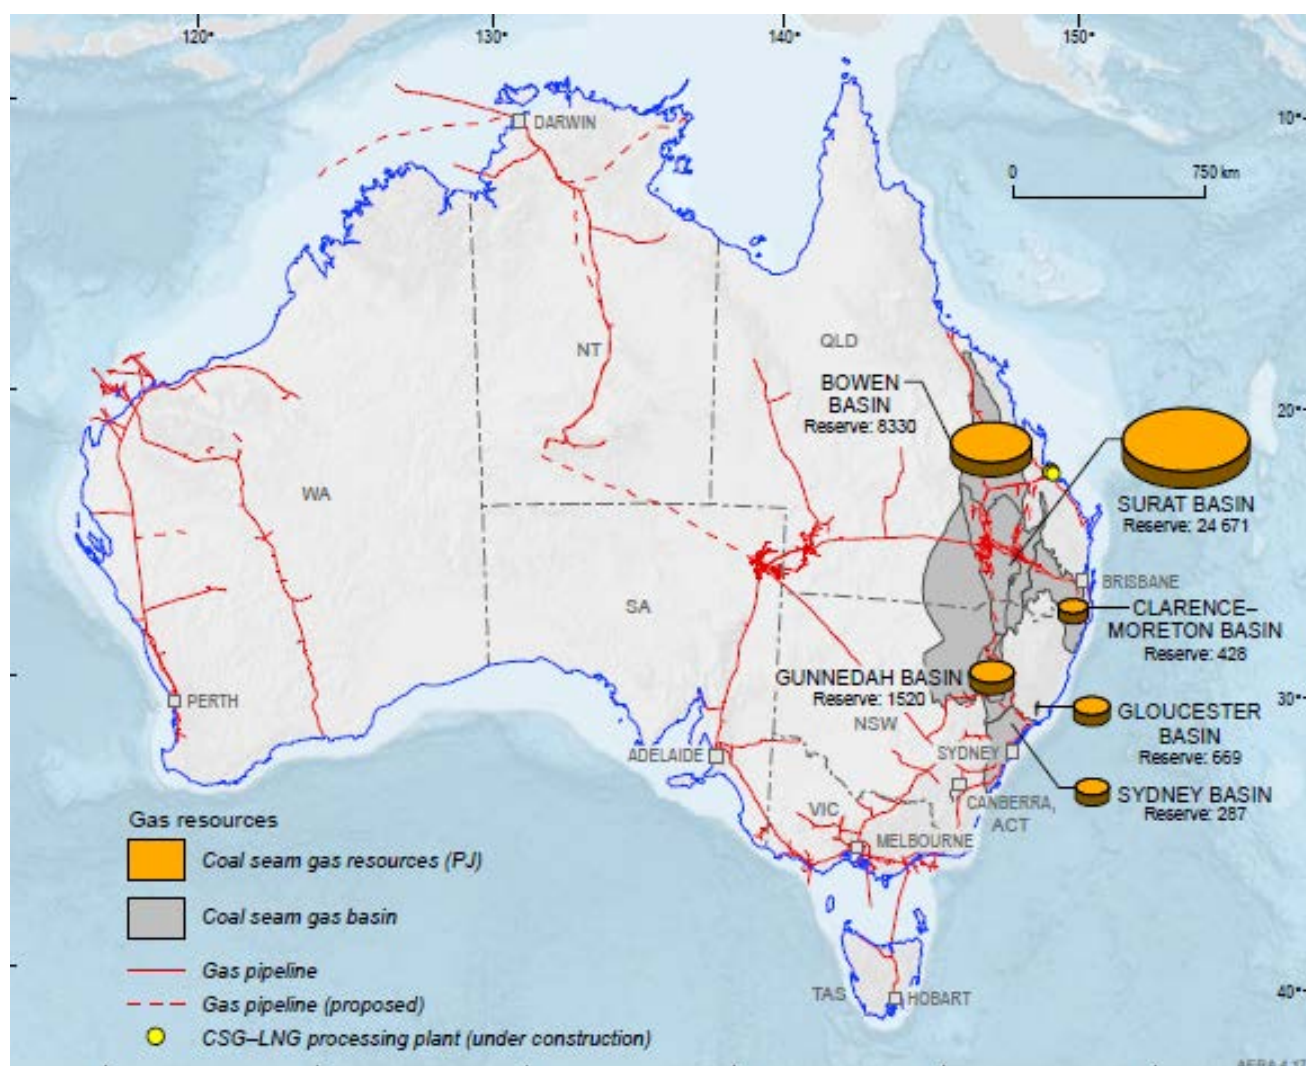 120°
130°
140°
150°
10°
DARWIN
0
750 km
NT
QLD
BOWEN
BASIN
Reserve: 8330
20°
WA
SURAT BASIN
Reserve: 24 671
BRISBANE
SA
CLARENCE–
MORETON BASIN
Reserve: 428
GUNNEDAH BASIN
Reserve: 1520
PERTH
30°
NSW
GLOUCESTER
BASIN
Reserve: 669
ADELAIDE
SYDNEY
SYDNEY BASIN
Reserve: 287
VIC
CANBERRA,
ACT
MELBOURNE
TAS
HOBART
40°
Gas resources
Coal seam gas resources (PJ)
Coal seam gas basin
Gas pipeline
Gas pipeline (proposed)
CSG–LNG processing plant (under construction)